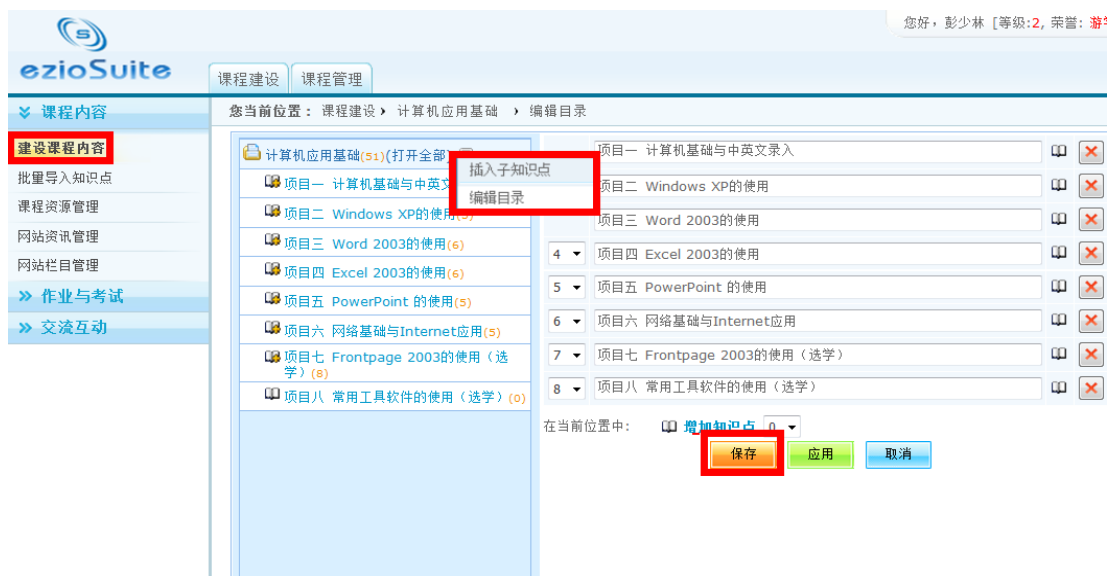 您好，彭少林 [等级:2, 荣誉: 游
ezioSuite
课程建设 课程管理
课程内容
您当前位置： 课程建设 计算机应用基础 编辑目录
建设课程内容
批量导入知识点
课程资源管理
网站资讯管理
网站栏目管理
作业与考试
交流互动
计算机应用基础(51)(打开全部)
项目一 计算机基础与中英文
项目二 Windows XP的使用(5)
项目三 Word 2003的使用(6)
项目四 Excel 2003的使用(6)
项目五 PowerPoint 的使用(5)
项目六 网络基础与Internet应用(5)
项目七 Frontpage 2003的使用（选
学）(8)
项目八 常用工具软件的使用（选学）(0)
插入子知识点
编辑目录
项目一 计算机基础与中英文录入
项目二 Windows XP的使用
项目三 Word 2003的使用
4 项目四 Excel 2003的使用
5 项目五 PowerPoint 的使用
6 项目六 网络基础与Internet应用
7 项目七 Frontpage 2003的使用（选学）
8 项目八 常用工具软件的使用（选学）
在当前位置中: 增加知识点 0
保存 应用 取消